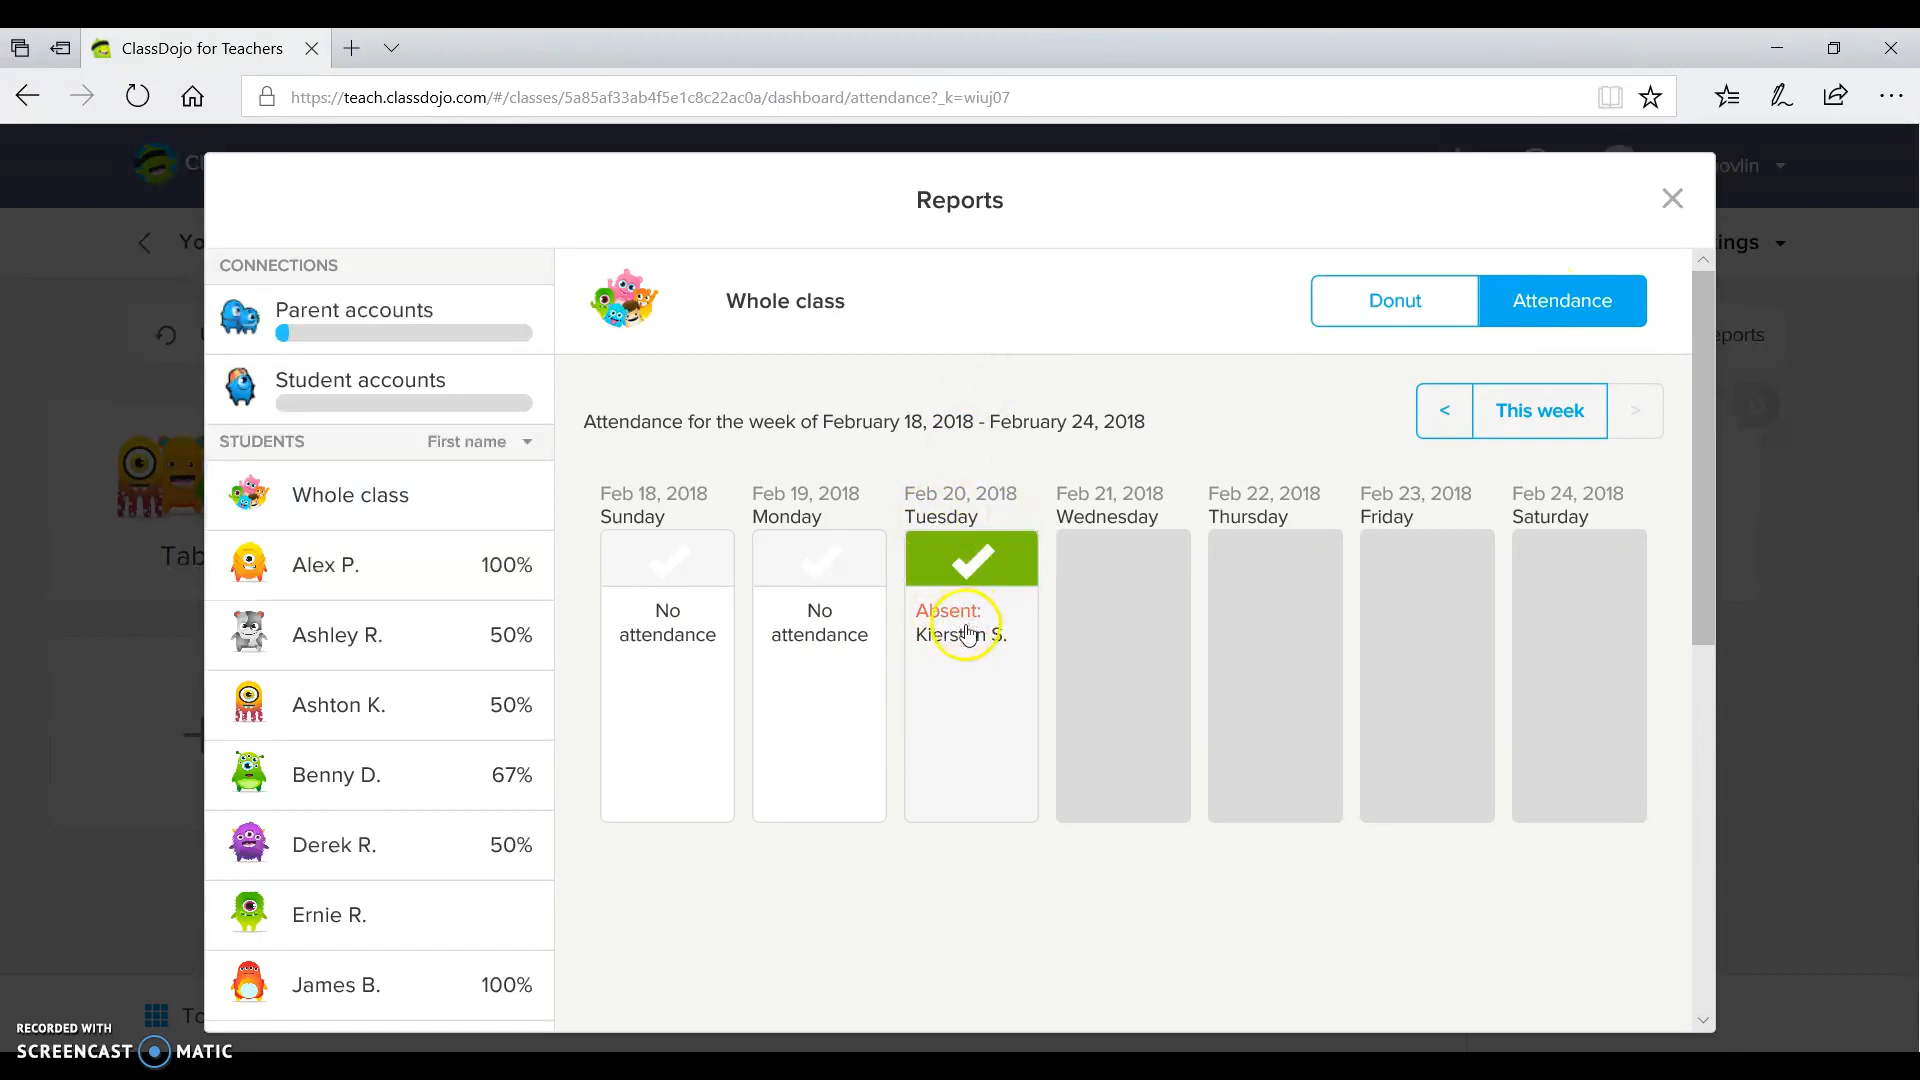 ClassDojo for Teachers
https://teach.classdojo.com/#/classes/5a85af33ab4f5e1c8c22ac0a/dashboard/attendance?_k=wiuj07
Reports
CONNECTIONS
Parent accounts
Student accounts
STUDENTS First name
Whole class
Alex P. 100%
Ashley R. 50%
Ashton K. 50%
Benny D. 67%
Derek R. 50%
Ernie R.
James B. 100%
Whole class
Donut Attendance
Attendance for the week of February 18, 2018 - February 24, 2018
< This week >
Feb 18, 2018 Feb 19, 2018 Feb 20, 2018 Feb 21, 2018 Feb 22, 2018 Feb 23, 2018 Feb 24, 2018
Sunday Monday Tuesday Wednesday Thursday Friday Saturday
No No Absent:
attendance attendance Kiersten S.
RECORDED WITH
SCREENCAST MATIC